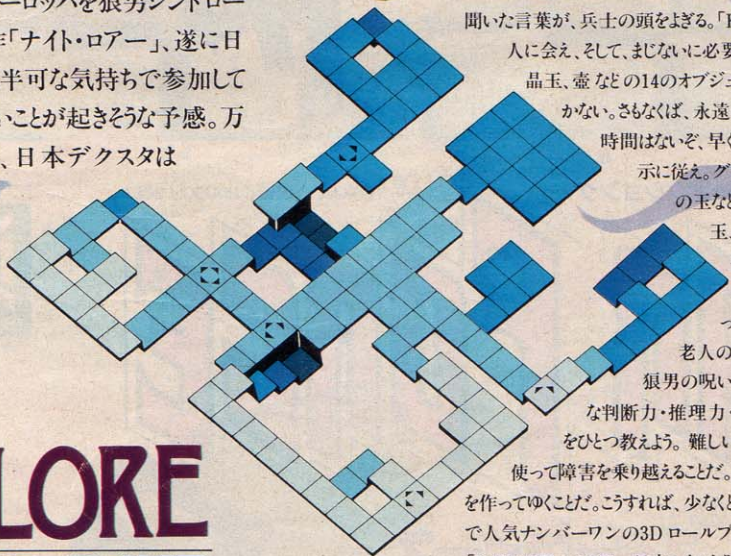 ーロッパを狼男シンドロー
「ナイト・ロアー」、遂に日
半可な気持ちで参加して
いことが起きそうな予感。万
、日本デクスタは
聞いた言葉が、兵士の頭をよぎる。
人に会え、そして、まじないに必要
晶玉、壷などの14のオブジェ
かない。さもなくば、永遠
時間はないぞ、早く
示に従え。グ
の玉など
玉、
つ
老人の
狼男の呪い
な判断力・推理力・
をひとつ教えよう。難しい
使って障害を乗り越えることだ。
を作ってゆくことだ。こうすれば、少なくと
で人気ナンバーワンの3D ロールプ
LORE